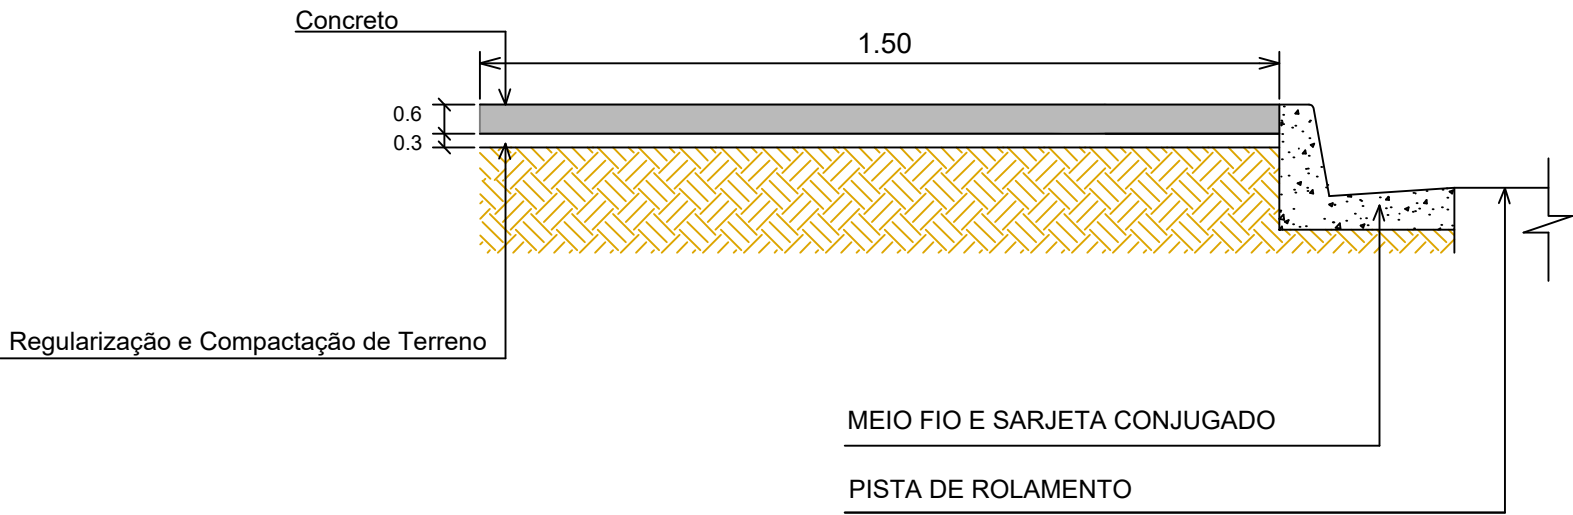 Concreto
1.50
0.6
0.3
Regularização e Compactação de Terreno
MEIO FIO E SARJETA CONJUGADO
PISTA DE ROLAMENTO